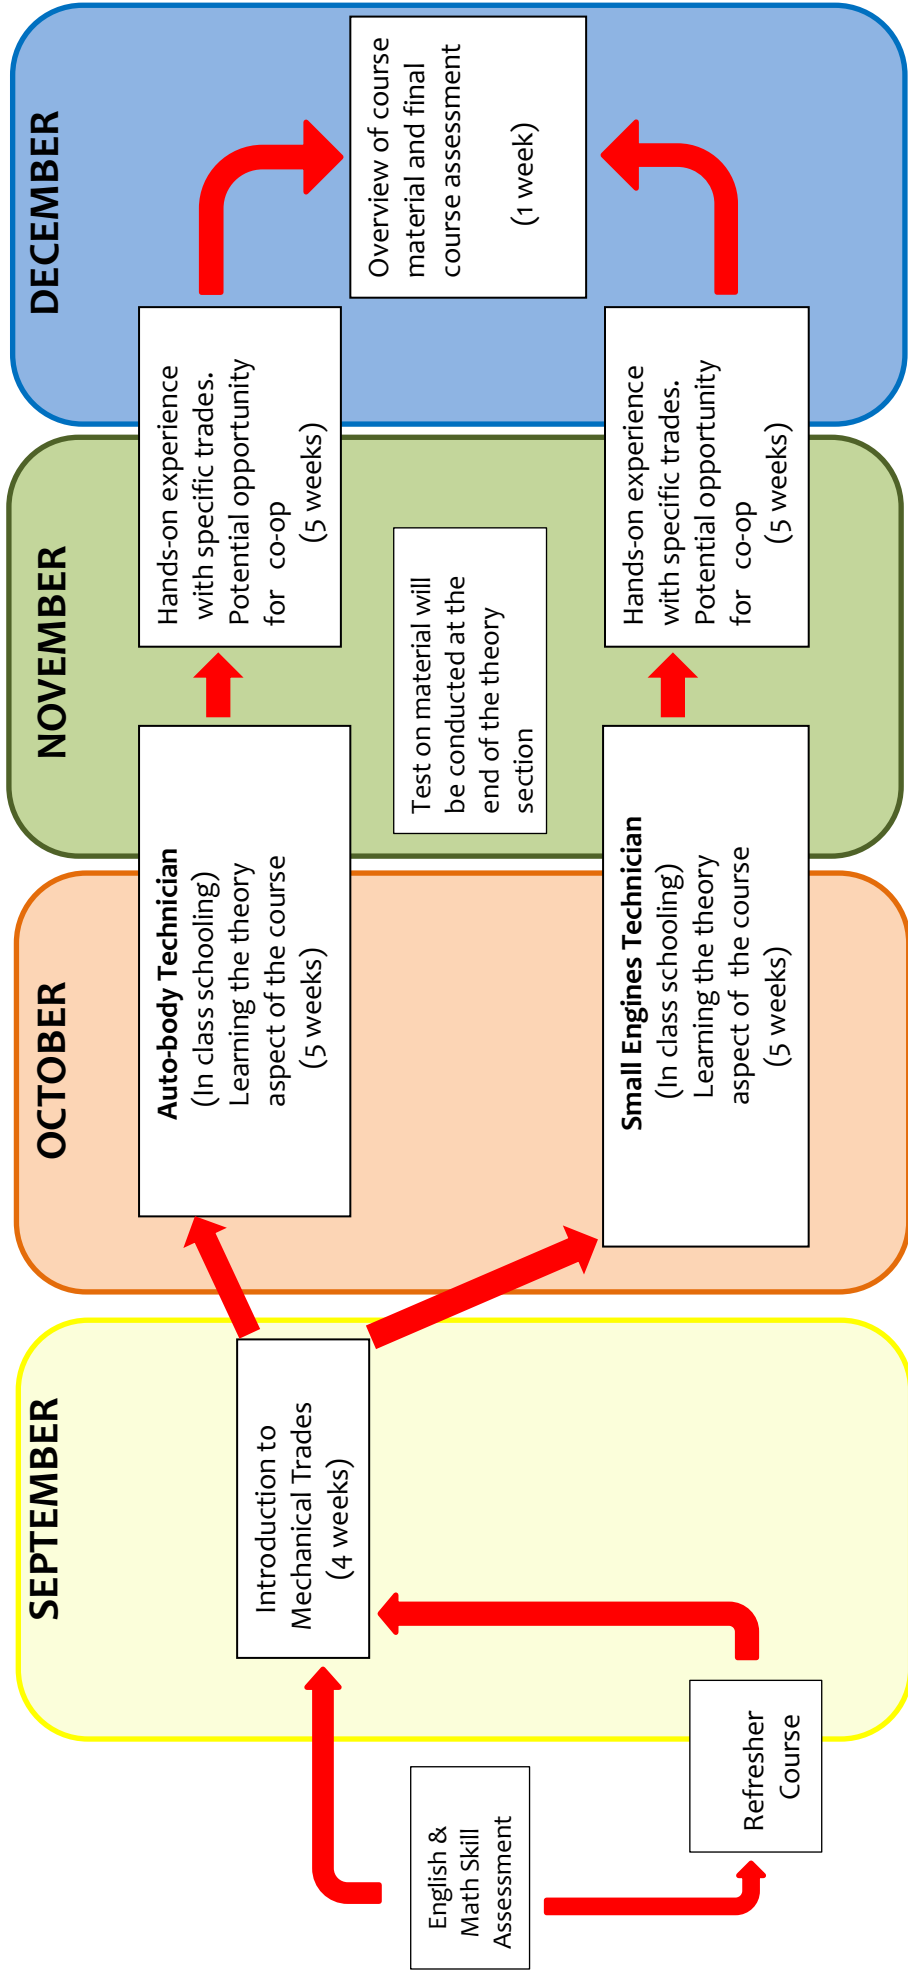 SEPTEMBER
OCTOBER
NOVEMBER
DECEMBER
English &
Math Skill
Assessment
Refresher
Course
Introduction to
Mechanical Trades
(4 weeks)
Auto-body Technician
(In class schooling)
Learning the theory
aspect of the course
(5 weeks)
Small Engines Technician
(In class schooling)
Learning the theory
aspect of  the course
(5 weeks)
Test on material will
be conducted at the
end of the theory
section
Hands-on experience
with specific trades.
Potential opportunity
for  co-op
(5 weeks)
Hands-on experience
with specific trades.
Potential opportunity
for  co-op
(5 weeks)
Overview of course
material and final
course assessment
(1 week)